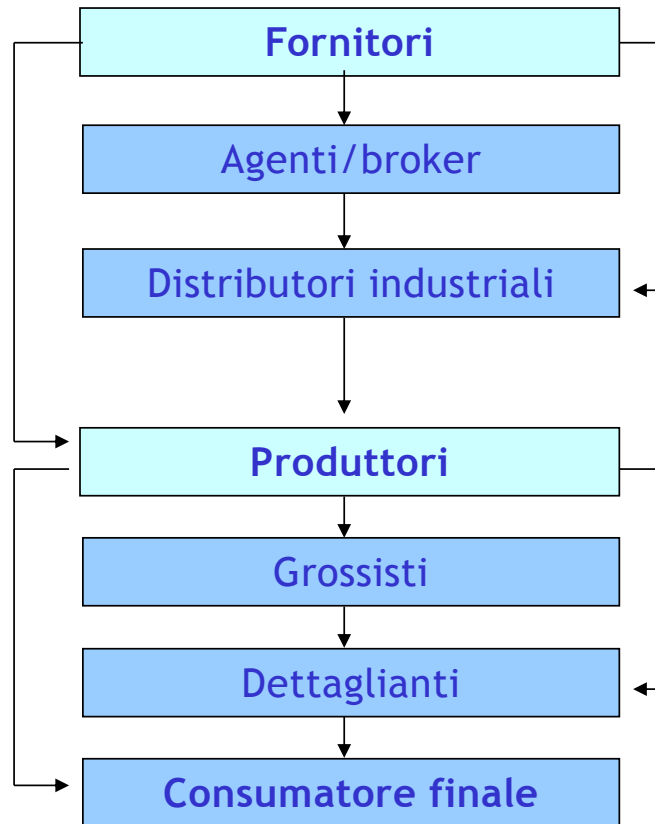 Fornitori
Agenti/broker
Distributori industriali
Produttori
Grossisti
Dettaglianti
Consumatore finale